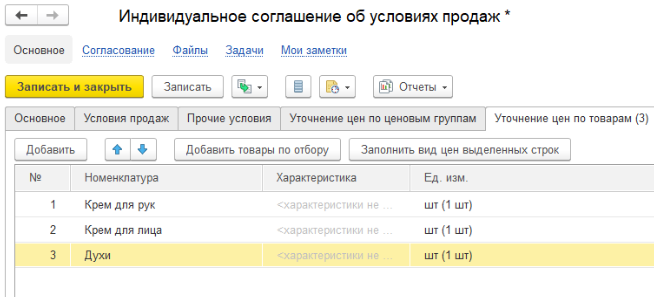 Индивидуальное соглашение об условиях продаж *
Основное Согласование Файлы Задачи Мои заметки
Записать и закрыть Записать Отчеты
Основное Условия продаж Прочие условия Уточнение цен по ценовым группам Уточнение цен по товарам (3)
Добавить Добавить товары по отбору Заполнить вид цен выделенных строк
№ Номенклатура Характеристика Ед. изм.
1 Крем для рук <характеристики не ... шт (1 шт)
2 Крем для лица <характеристики не ... шт (1 шт)
3 Духи <характеристики не ... шт (1 шт)